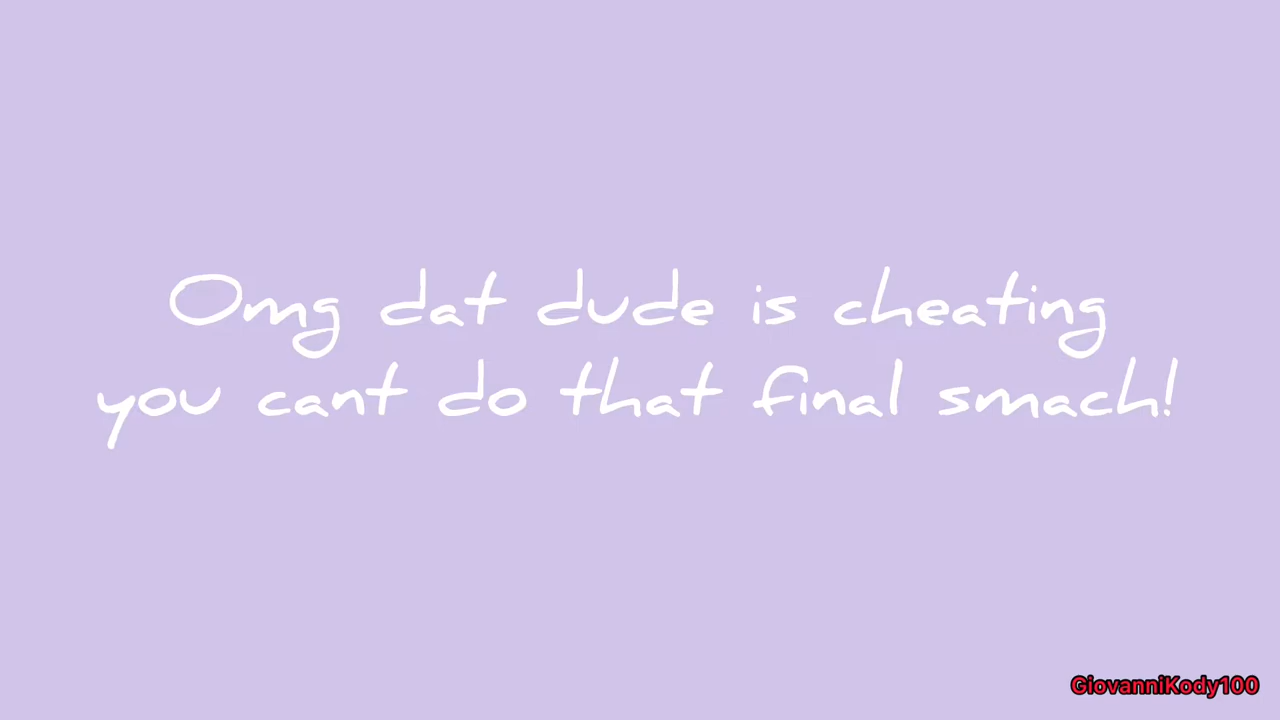 Omg dat dude is cheating
you cant do that final smach!
GiovanniKody100